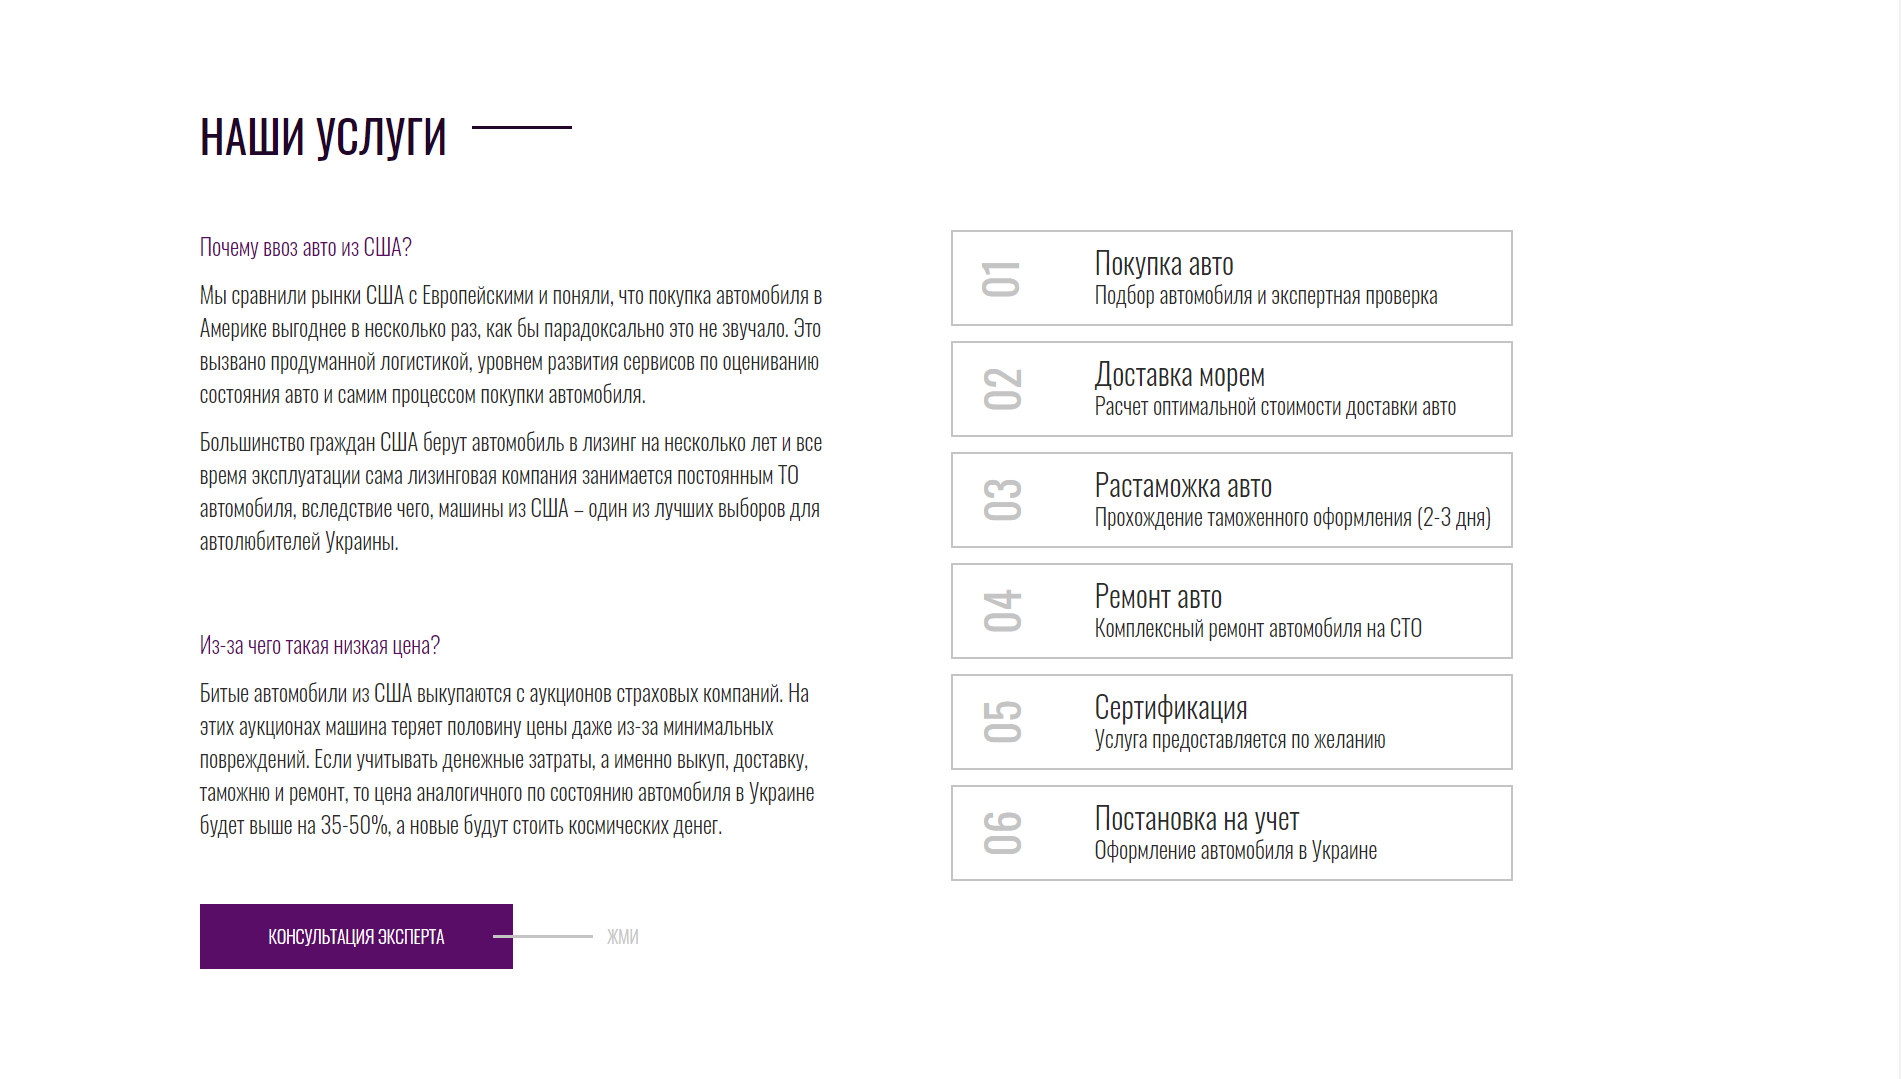 НАШИ УСЛУГИ
Почему ввоз авто из США?
Мы сравнили рынки США с Европейскими и поняли, что покупка автомобиля в
Америке выгоднее в несколько раз, как бы парадоксально это не звучало. Это
вызвано продуманной логистикой, уровнем развития сервисов по оцениванию
состояния авто и самим процессом покупки автомобиля.
Большинство граждан США берут автомобиль в лизинг на несколько лет и все
время эксплуатации сама лизинговая компания занимается постоянным ТО
автомобиля, вследствие чего, машины из США – один из лучших выборов для
автолюбителей Украины.
Из-за чего такая низкая цена?
Битые автомобили из США выкупаются с аукционов страховых компаний. На
этих аукционах машина теряет половину цены даже из-за минимальных
повреждений. Если учитывать денежные затраты, а именно выкуп, доставку,
таможню и ремонт, то цена аналогичного по состоянию автомобиля в Украине
будет выше на 35-50%, а новые будут стоить космических денег.
КОНСУЛЬТАЦИЯ ЭКСПЕРТА
ЖМИ
01
Покупка авто
Подбор автомобиля и экспертная проверка
02
Доставка морем
Расчет оптимальной стоимости доставки авто
03
Растаможка авто
Прохождение таможенного оформления (2-3 дня)
04
Ремонт авто
Комплексный ремонт автомобиля на СТО
05
Сертификация
Услуга предоставляется по желанию
06
Постановка на учет
Оформление автомобиля в Украине